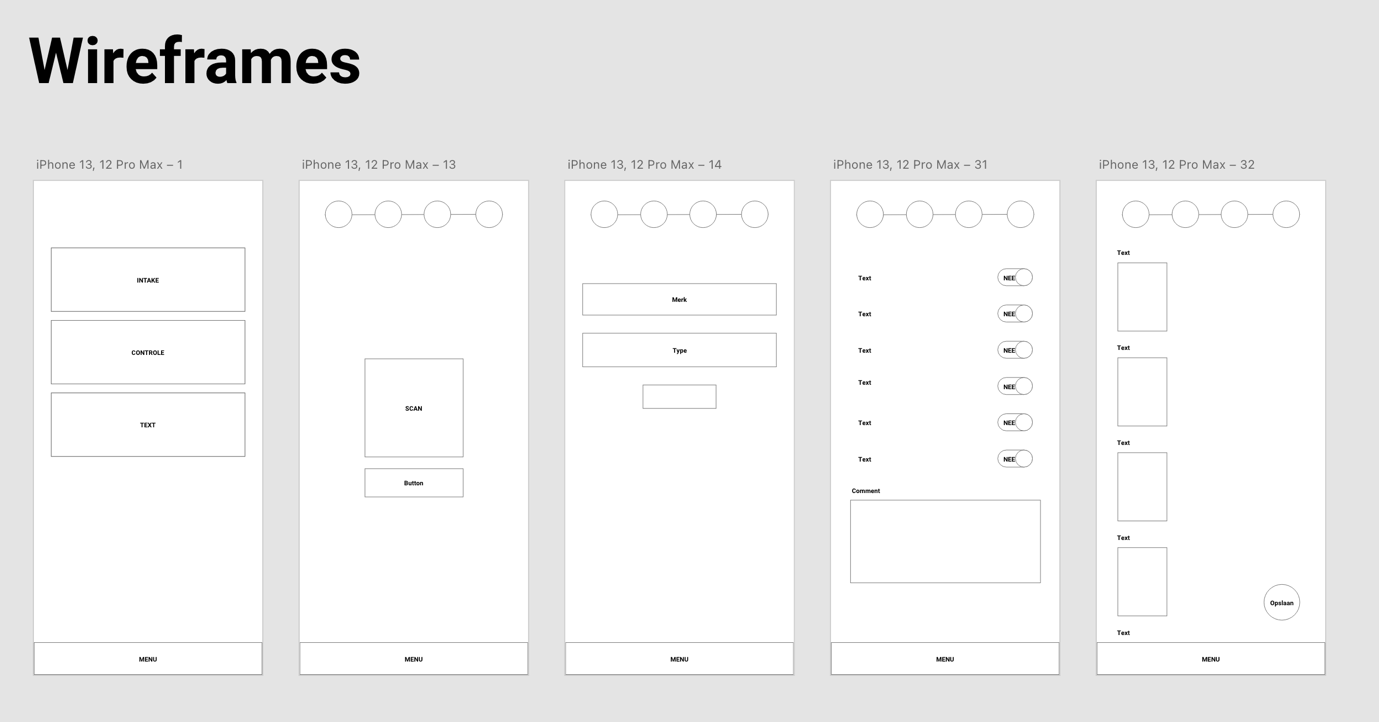 Wireframes
iPhone 13, 12 Pro Max – 1
INTAKE
CONTROLE
TEXT
MENU
iPhone 13, 12 Pro Max – 13
SCAN
Button
MENU
iPhone 13, 12 Pro Max – 14
Merk
Type
MENU
iPhone 13, 12 Pro Max – 31
Text NEE
Text NEE
Text NEE
Text NEE
Text NEE
Text NEE
Comment
MENU
iPhone 13, 12 Pro Max – 32
Text
Text
Text
Text
Opslaan
Text
MENU